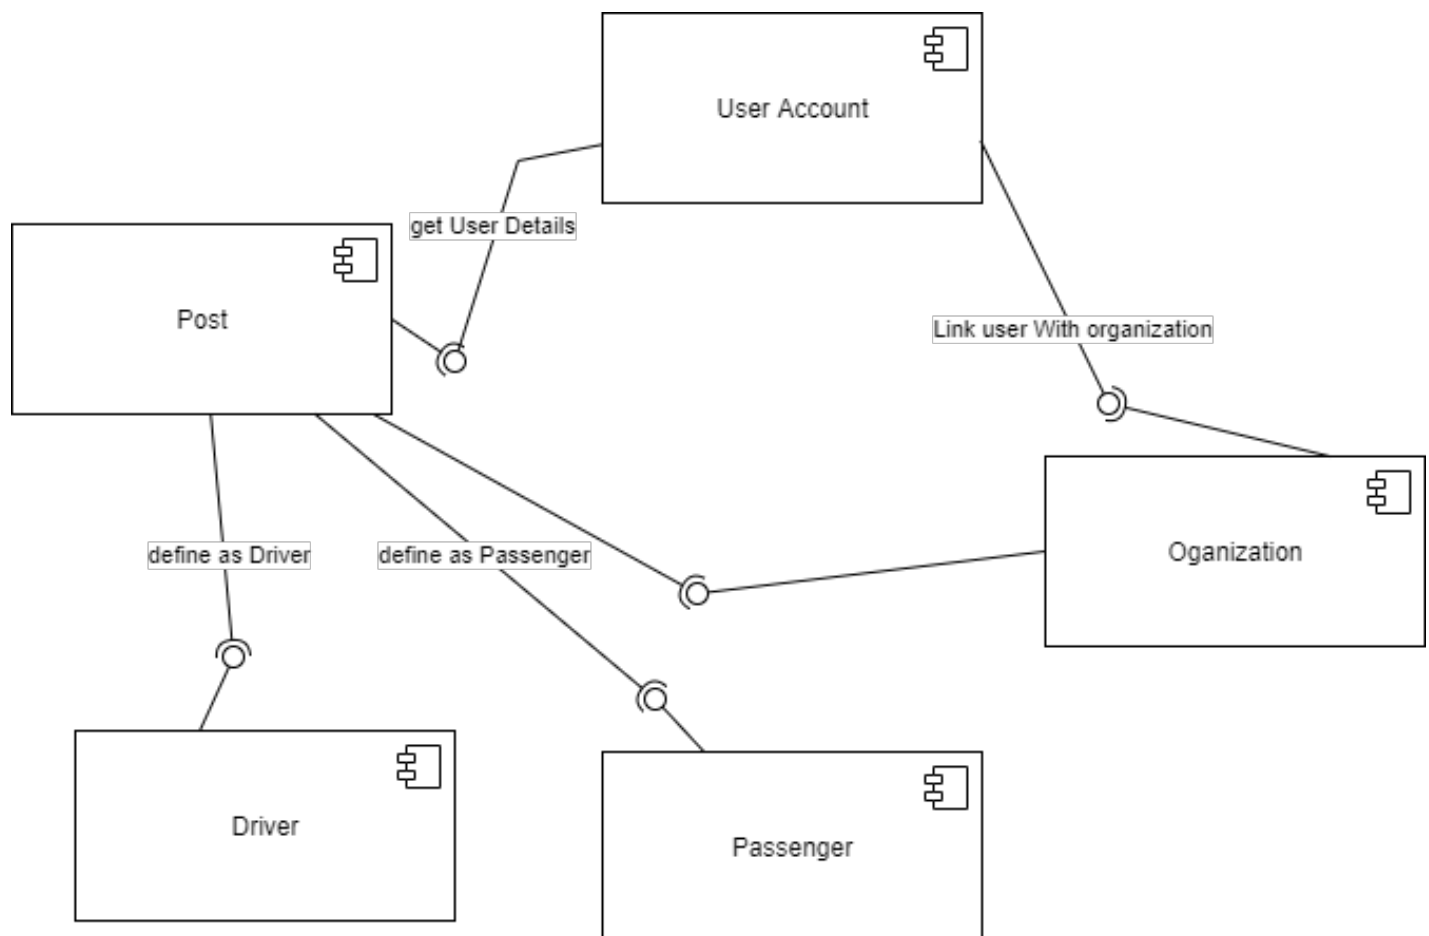 User Account
get User Details
Post
Link user With organization
define as Driver
define as Passenger
Oganization
Driver
Passenger